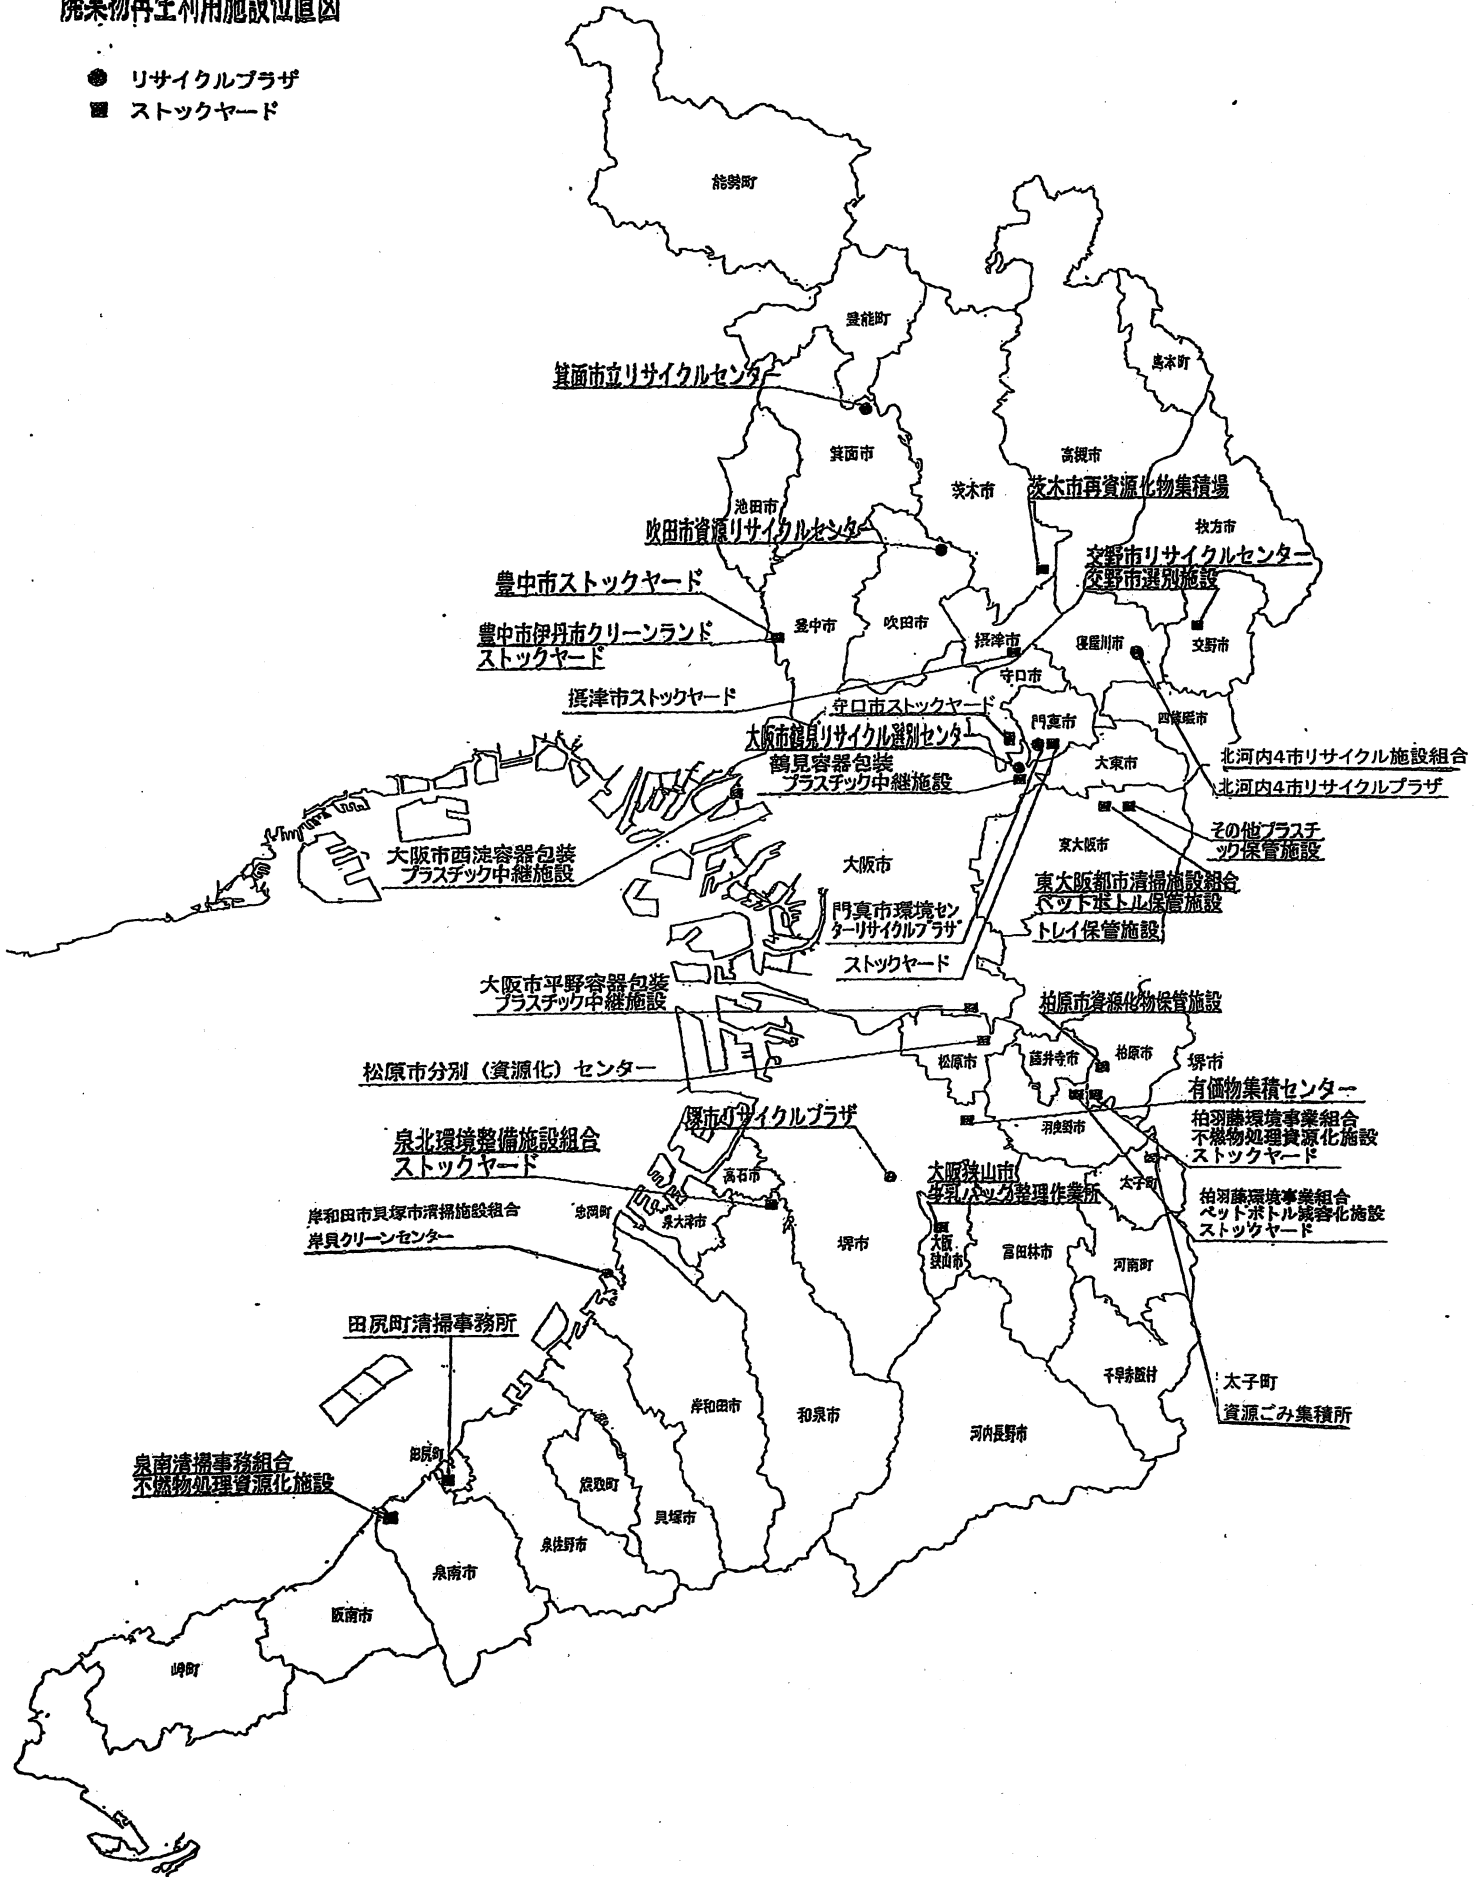 廃棄物再生利用施設位置図
リサイクルプラザ
ストックヤード
能勢町
豊能町
島本町
箕面市立リサイクルセンター
箕面市
高槻市
茨木市
茨木市再資源化物集積場
池田市
枚方市
吹田市資源リサイクルセンター
交野市リサイクルセンター
交野市選別施設
豊中市ストックヤード
豊中市伊丹市クリーンランド
ストックヤード
豊中市
吹田市
摂津市
寝屋川市
交野市
守口市
摂津市ストックヤード
守口市ストックヤード
門真市
四條畷市
大阪市鶴見リサイクル選別センター
鶴見容器包装
プラスチック中継施設
大東市
北河内4市リサイクル施設組合
北河内4市リサイクルプラザ
その他プラスチ
ック保管施設
東大阪市
大阪市西淀容器包装
プラスチック中継施設
大阪市
東大阪都市清掃施設組合
ペットボトル保管施設
トレイ保管施設
門真市環境セン
ターリサイクルプラザ
ストックヤード
大阪市平野容器包装
プラスチック中継施設
柏原市資源化物保管施設
松原市分別（資源化）センター
松原市
藤井寺市
柏原市
堺市
有価物集積センター
堺市リサイクルプラザ
羽曳野市
柏羽藤環境事業組合
不燃物処理資源化施設
ストックヤード
泉北環境整備施設組合
ストックヤード
高石市
大阪狭山市
牛乳パック整理作業所
太子町
柏羽藤環境事業組合
ペットボトル減容化施設
ストックヤード
岸和田市貝塚市清掃施設組合
岸貝クリーンセンター
忠岡町
泉大津市
堺市
大阪
狭山市
富田林市
河南町
田尻町清掃事務所
千早赤阪村
太子町
資源ごみ集積所
岸和田市
和泉市
河内長野市
田尻町
泉南清掃事務組合
不燃物処理資源化施設
熊取町
貝塚市
泉佐野市
泉南市
阪南市
岬町